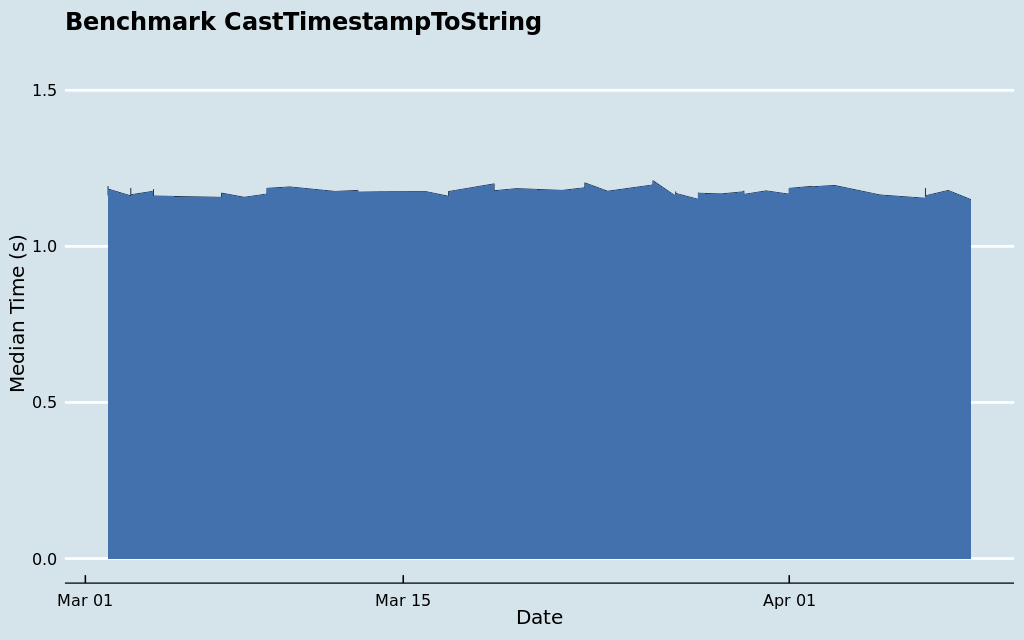 Benchmark CastTimestampToString
1.5
1.0
0.5
0.0
Median Time (s)
Mar 01
Mar 15
Apr 01
Date